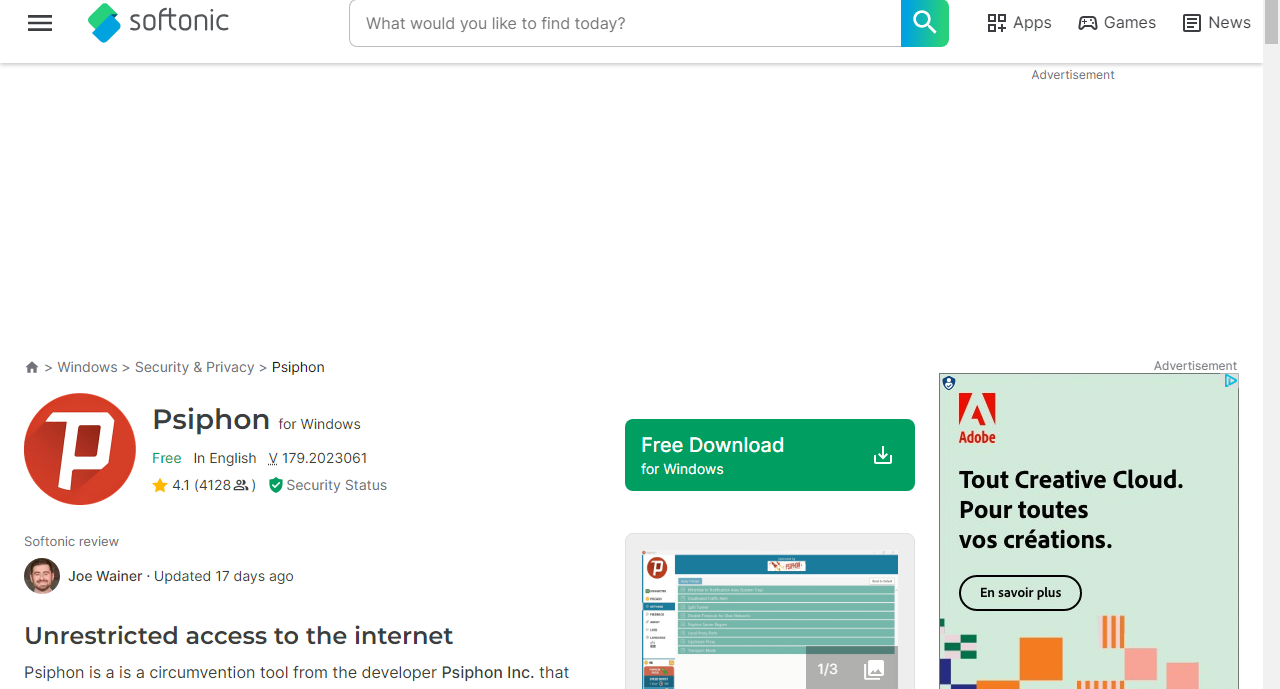 softonic
What would you like to find today?
Apps
Games
News
Advertisement
> Windows > Security & Privacy > Psiphon
Psiphon for Windows
Free In English V 179.2023061
4.1 (4128)
Security Status
Free Download
for Windows
Softonic review
Joe Wainer · Updated 17 days ago
Unrestricted access to the internet
Psiphon is a is a circumvention tool from the developer Psiphon Inc. that
1/3
Advertisement
Adobe
Tout Creative Cloud.
Pour toutes
vos créations.
En savoir plus